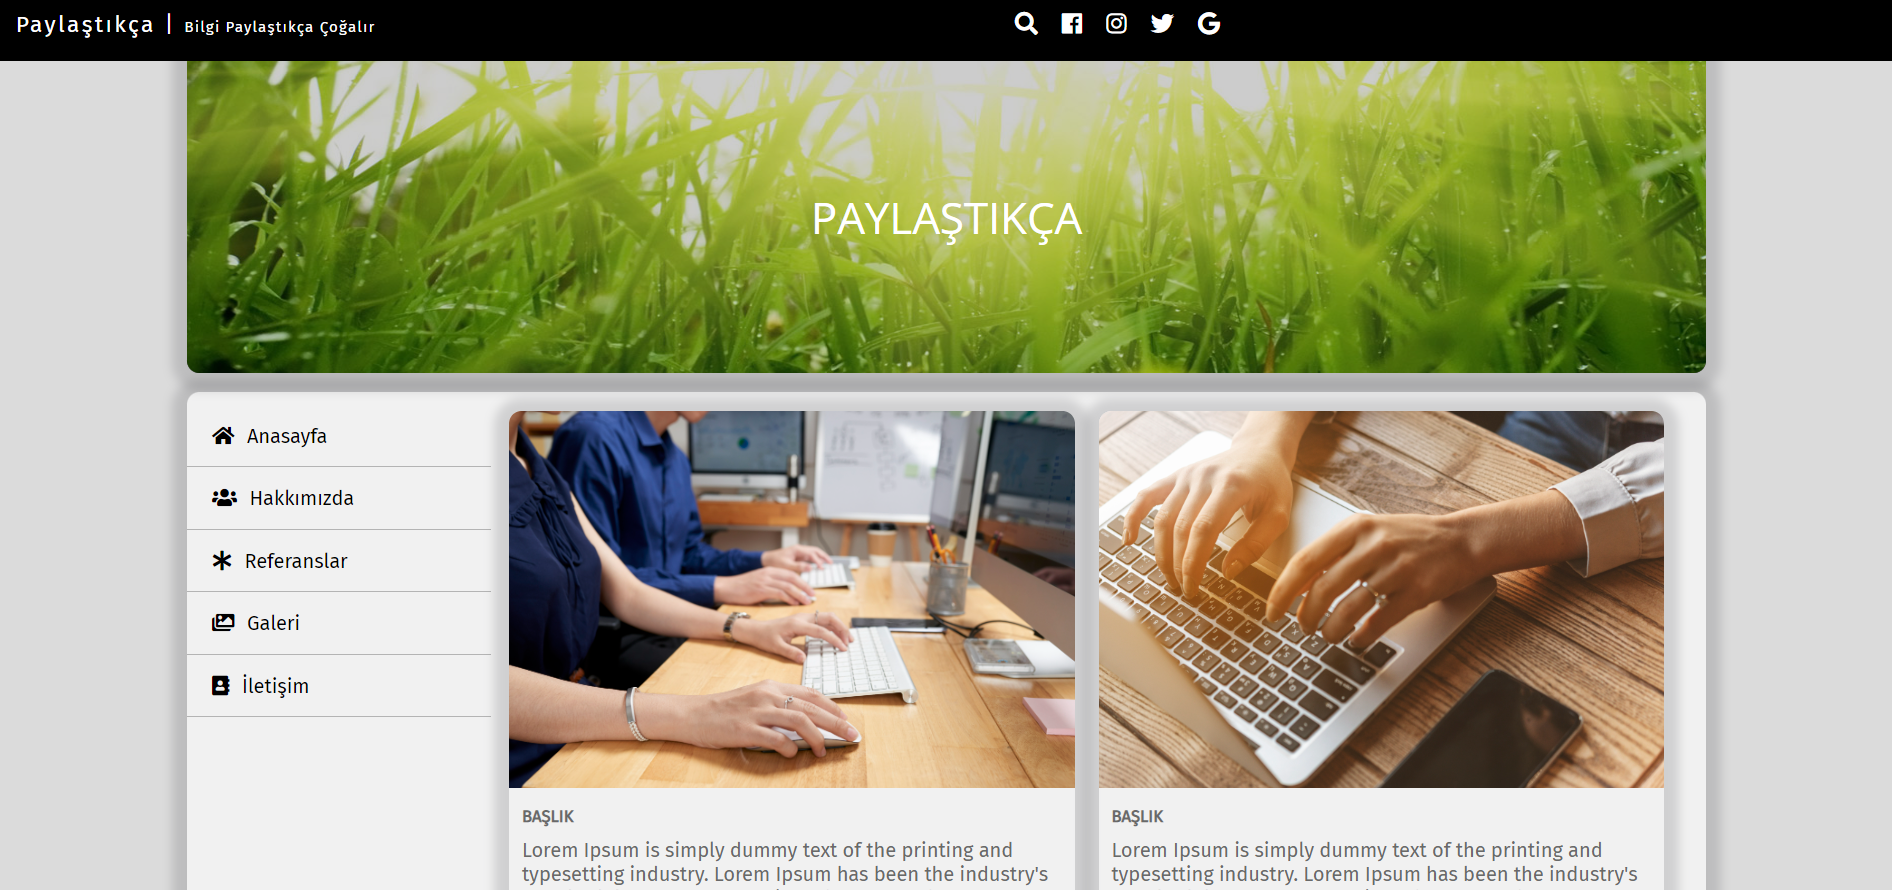 Paylaştıkça | Bilgi Paylaştıkça Çoğalır
PAYLAŞTIKÇA
Anasayfa
Hakkımızda
Referanslar
Galeri
İletişim
BAŞLIK
Lorem Ipsum is simply dummy text of the printing and
typesetting industry. Lorem Ipsum has been the industry's
BAŞLIK
Lorem Ipsum is simply dummy text of the printing and
typesetting industry. Lorem Ipsum has been the industry's